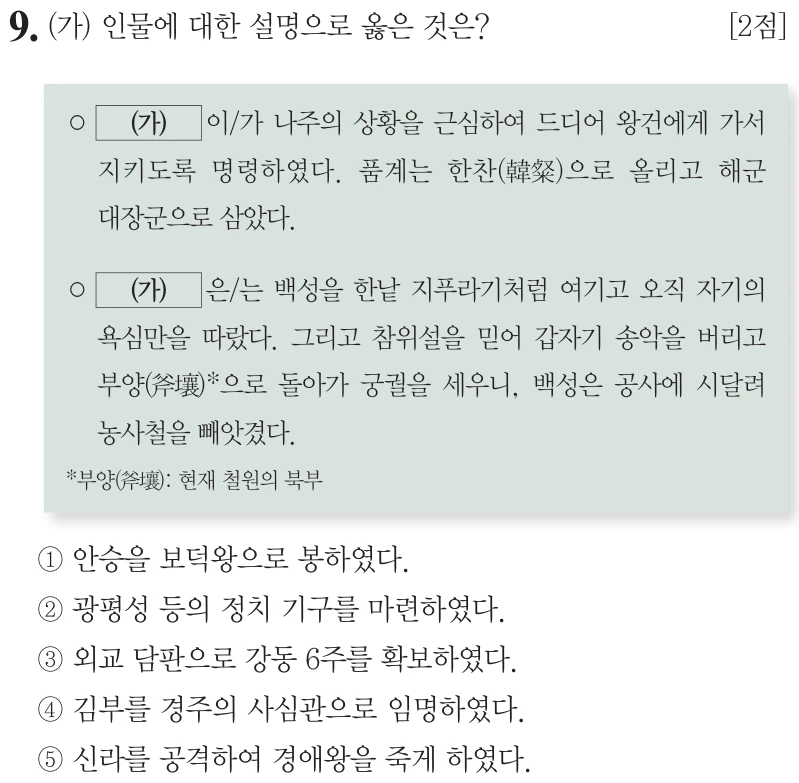 9. (가) 인물에 대한 설명으로 옳은 것은? [2점]
○ (가) 이/가 나주의 상황을 근심하여 드디어 왕건에게 가서
지키도록 명령하였다. 품계는 한찬(韓粲)으로 올리고 해군
대장군으로 삼았다.
○ (가) 은/는 백성을 한낱 지푸라기처럼 여기고 오직 자기의
욕심만을 따랐다. 그리고 참위설을 믿어 갑자기 송악을 버리고
부양(斧壤)*으로 돌아가 궁궐을 세우니, 백성은 공사에 시달려
농사철을 빼앗겼다.
*부양(斧壤): 현재 철원의 북부
① 안승을 보덕왕으로 봉하였다.
② 광평성 등의 정치 기구를 마련하였다.
③ 외교 담판으로 강동 6주를 확보하였다.
④ 김부를 경주의 사심관으로 임명하였다.
⑤ 신라를 공격하여 경애왕을 죽게 하였다.